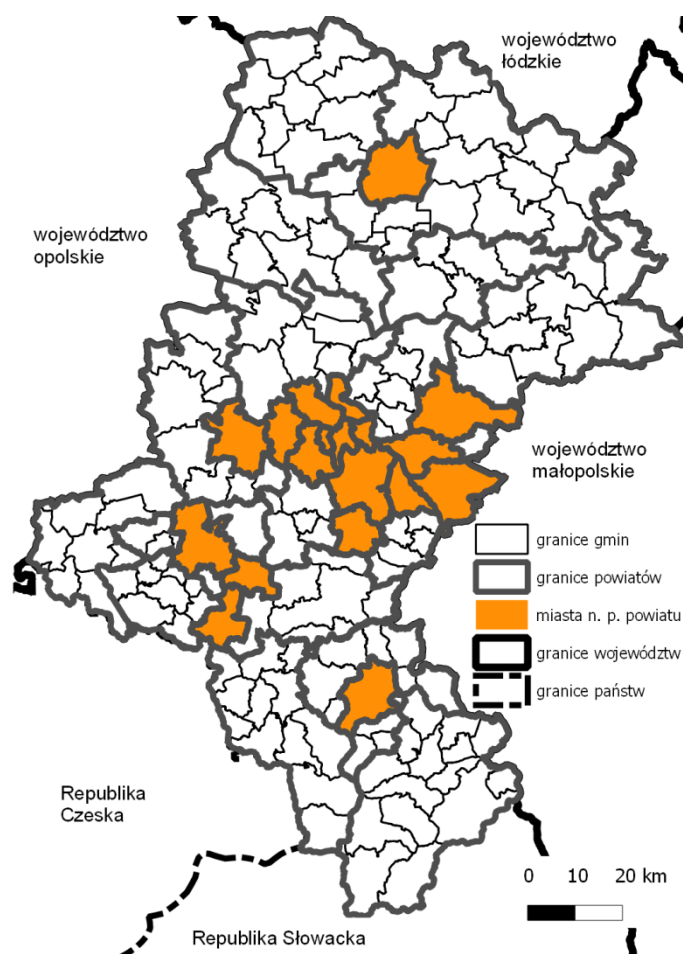 województwo
łódzkie
województwo
opolskie
województwo
małopolskie
granice gmin
granice powiatów
miasta n. p. powiatu
granice województw
granice państw
Republika
Czeska
0 10 20 km
Republika Słowacka